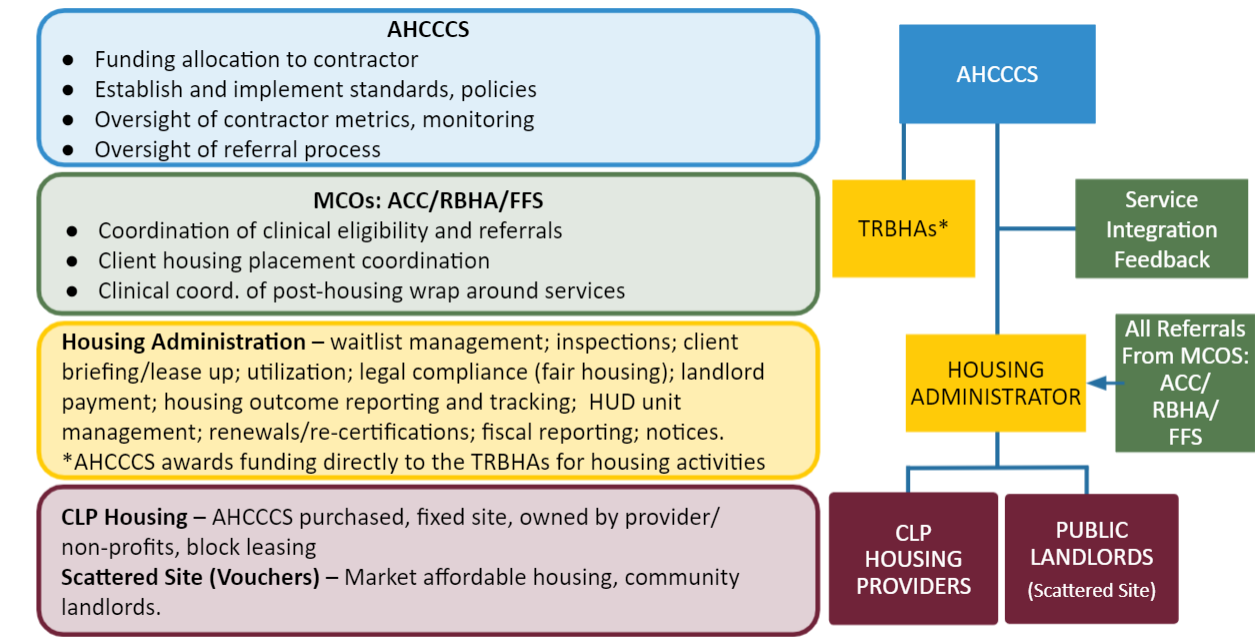 AHCCCS
● Funding allocation to contractor
● Establish and implement standards, policies
● Oversight of contractor metrics, monitoring
● Oversight of referral process
MCOs: ACC/RBHA/FFS
● Coordination of clinical eligibility and referrals
● Client housing placement coordination
● Clinical coord. of post-housing wrap around services
Housing Administration – waitlist management; inspections; client
briefing/lease up; utilization; legal compliance (fair housing); landlord
payment; housing outcome reporting and tracking;  HUD unit
management; renewals/re-certifications; fiscal reporting; notices.
*AHCCCS awards funding directly to the TRBHAs for housing activities
CLP Housing – AHCCCS purchased, fixed site, owned by provider/
non-profits, block leasing
Scattered Site (Vouchers) – Market affordable housing, community
landlords.
AHCCCS
TRBHAs*
Service
Integration
Feedback
HOUSING
ADMINISTRATOR
All Referrals
From MCOS:
ACC/
RBHA/
FFS
CLP
HOUSING
PROVIDERS
PUBLIC
LANDLORDS
(Scattered Site)